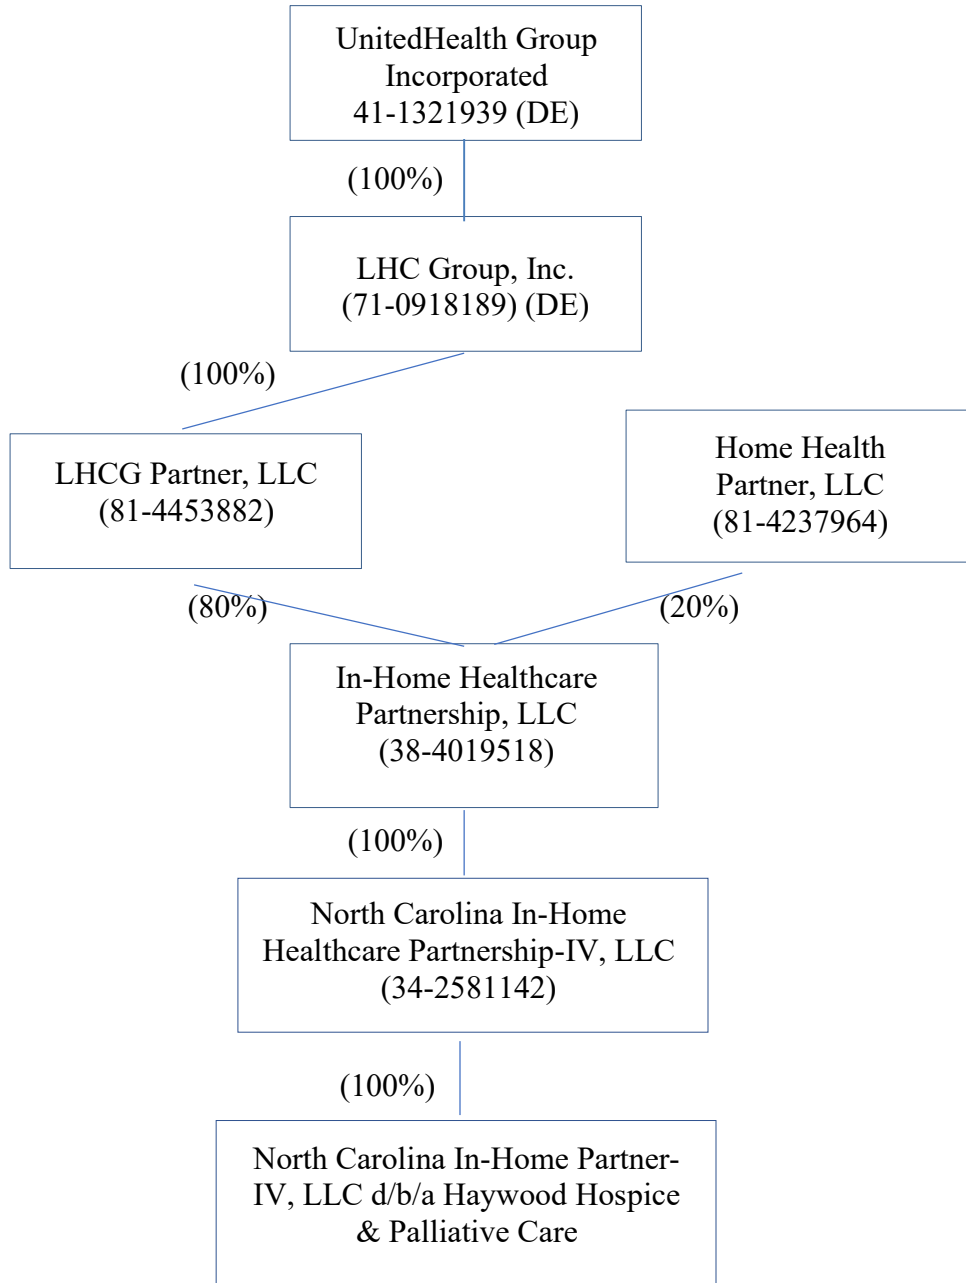 UnitedHealth Group
Incorporated
41-1321939 (DE)
(100%)
LHC Group, Inc.
(71-0918189) (DE)
(100%)
LHCG Partner, LLC
(81-4453882)
Home Health
Partner, LLC
(81-4237964)
(80%)
(20%)
In-Home Healthcare
Partnership, LLC
(38-4019518)
(100%)
North Carolina In-Home
Healthcare Partnership-IV, LLC
(34-2581142)
(100%)
North Carolina In-Home Partner-
IV, LLC d/b/a Haywood Hospice
& Palliative Care